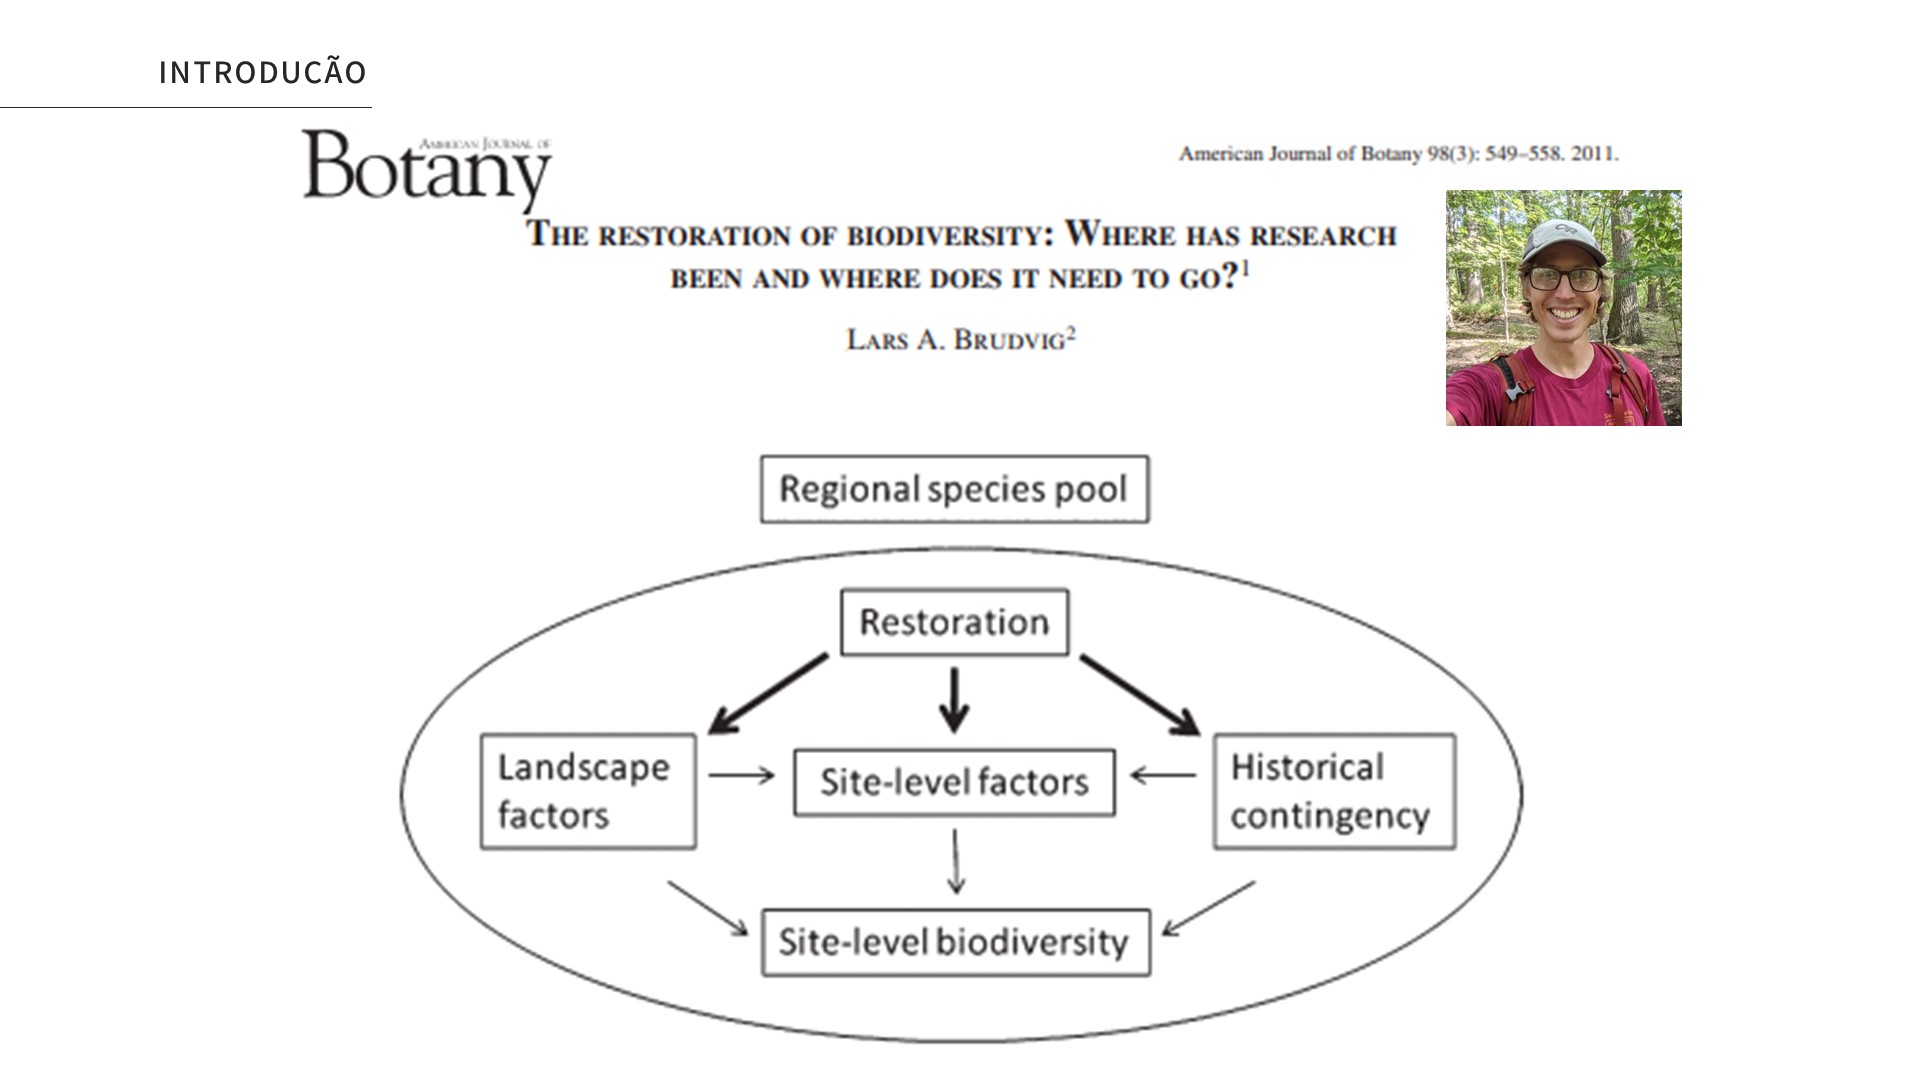 INTRODUCÃO
AMERICAN JOURNAL OF
Botany
American Journal of Botany 98(3): 549–558. 2011.
THE RESTORATION OF BIODIVERSITY: WHERE HAS RESEARCH
BEEN AND WHERE DOES IT NEED TO GO?1
LARS A. BRUDVIG2
Regional species pool
Restoration
Landscape
factors
Site-level factors
Historical
contingency
Site-level biodiversity